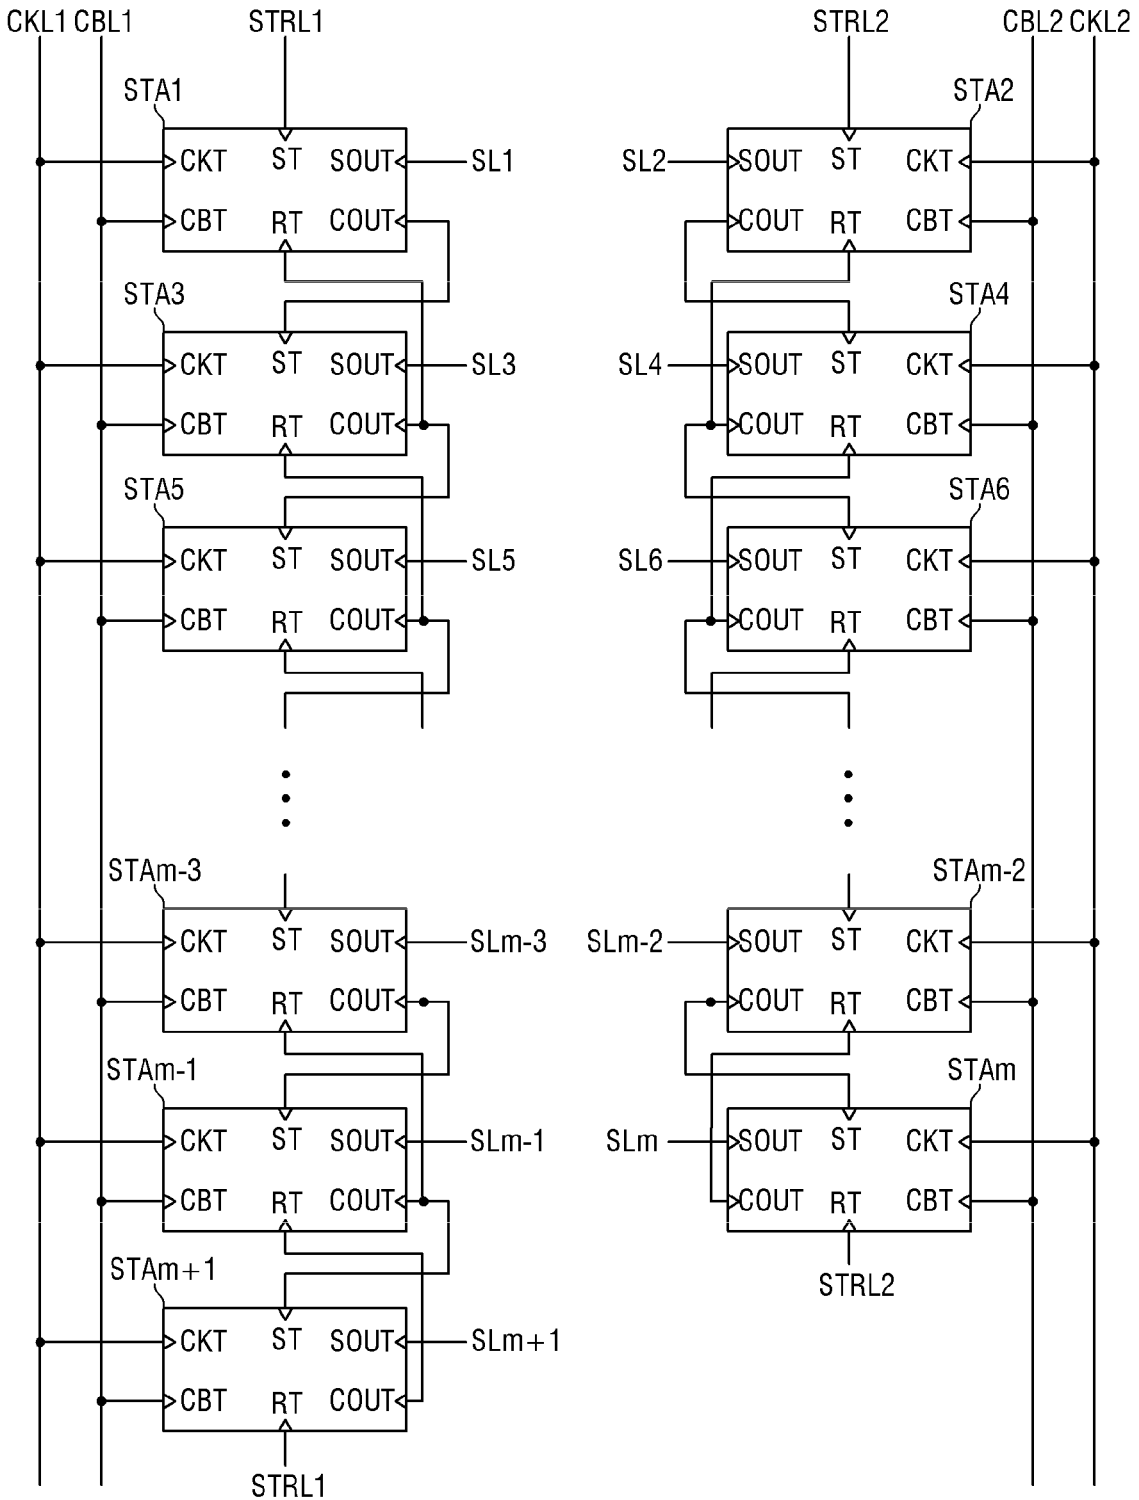 CKL1 CBL1 STRL1 STRL2 CBL2 CKL2
STA1 STA2
CKT ST SOUT SL1 SL2 SOUT ST CKT
CBT RT COUT COUT RT CBT
STA3 STA4
CKT ST SOUT SL3 SL4 SOUT ST CKT
CBT RT COUT COUT RT CBT
STA5 STA6
CKT ST SOUT SL5 SL6 SOUT ST CKT
CBT RT COUT COUT RT CBT
STAm-3 STAm-2
CKT ST SOUT SLm-3 SLm-2 SOUT ST CKT
CBT RT COUT COUT RT CBT
STAm-1 STAm
CKT ST SOUT SLm-1 SLm SOUT ST CKT
CBT RT COUT COUT RT CBT
STAm+1 STRL2
CKT ST SOUT SLm+1
CBT RT COUT
STRL1